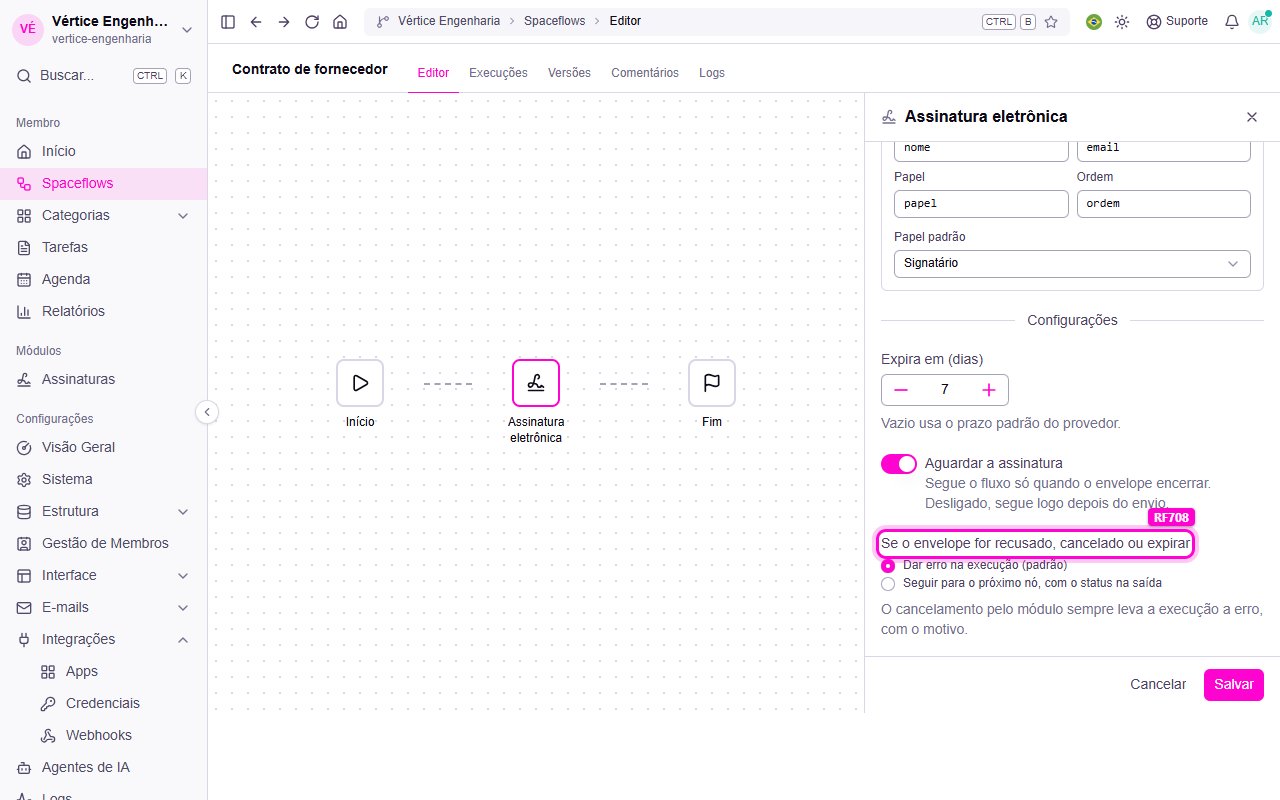 VÉ
Vértice Engenh...
vertice-engenharia
Vértice Engenharia
Spaceflows
Editor
CTRL
B
Suporte
AR
Buscar...
CTRL
K
Contrato de fornecedor
Editor
Execuções
Versões
Comentários
Logs
Membro
Início
Spaceflows
Categorias
Tarefas
Agenda
Relatórios
Módulos
Assinaturas
Configurações
Visão Geral
Sistema
Estrutura
Gestão de Membros
Interface
E-mails
Integrações
Apps
Credenciais
Webhooks
Agentes de IA
Logs
Início
Assinatura
eletrônica
Fim
Assinatura eletrônica
nome
email
Papel
Ordem
papel
ordem
Papel padrão
Signatário
Configurações
Expira em (dias)
7
Vazio usa o prazo padrão do provedor.
Aguardar a assinatura
Segue o fluxo só quando o envelope encerrar.
Desligado, segue logo depois do envio.
RF708
Se o envelope for recusado, cancelado ou expirar
Dar erro na execução (padrão)
Seguir para o próximo nó, com o status na saída
O cancelamento pelo módulo sempre leva a execução a erro,
com o motivo.
Cancelar
Salvar